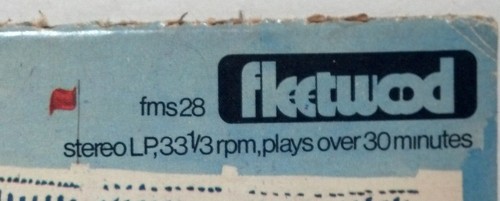 fms28 fleetwood
stereo LP,33⅓ rpm,plays over 30 minutes